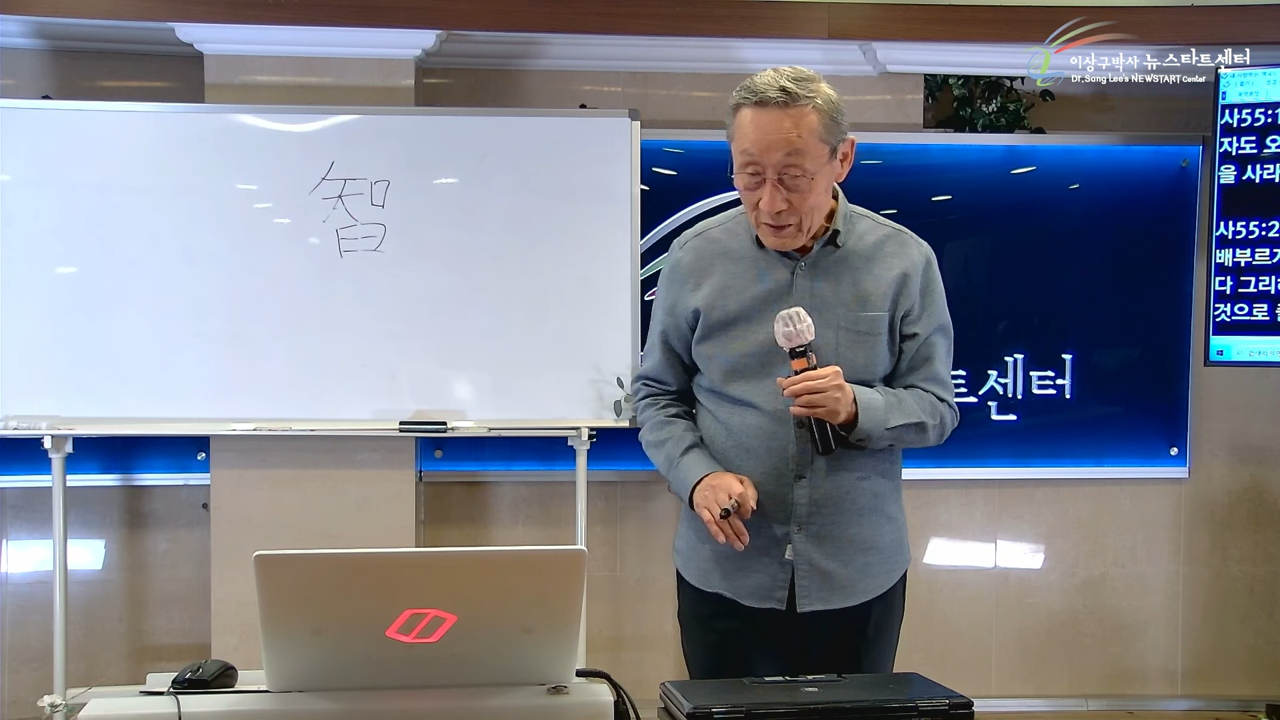 이상구박사 뉴스타트센터
Dr. Sang Lee's NEWSTART Center
智
사55:1
자도 오
을 사라
사55:2
배부르게
다 그리하
것으로
트센터